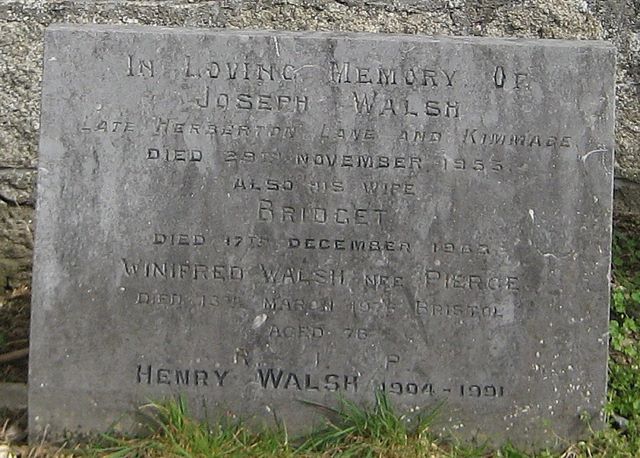 IN LOVING MEMORY OF
JOSEPH WALSH
LATE HERBERTON LANE AND KIMMAGE
DIED 29TH NOVEMBER 1955
ALSO HIS WIFE
BRIDGET
DIED 17TH DECEMBER
WINIFRED WALSH NEE PIERCE
DIED 13TH MARCH BRISTOL
AGED 76
R. I. P.
HENRY WALSH 1904-1991